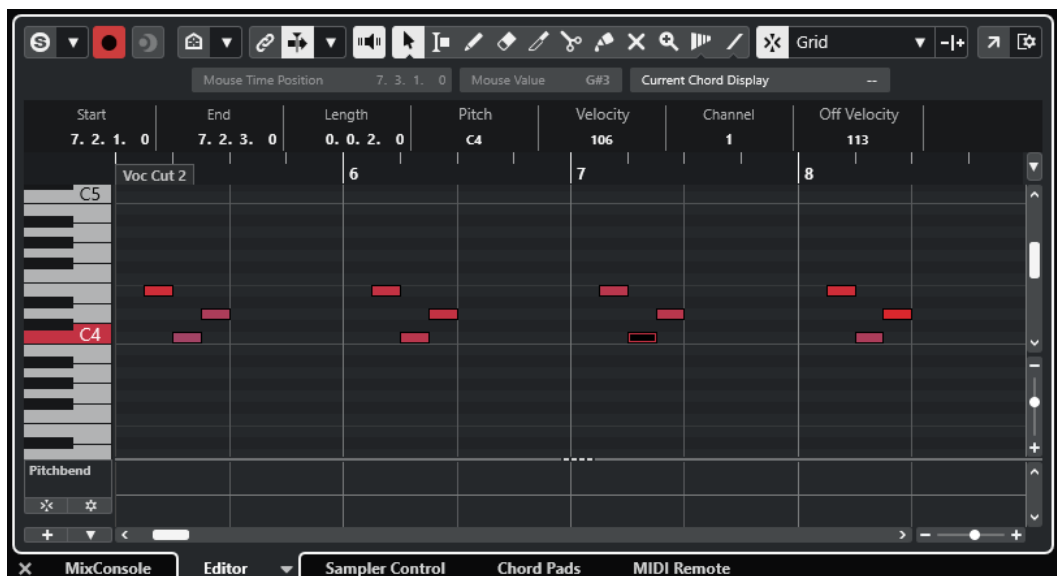 S Grid
Mouse Time Position 7. 3. 1. 0 Mouse Value G#3 Current Chord Display --
Start End Length Pitch Velocity Channel Off Velocity
7. 2. 1. 0 7. 2. 3. 0 0. 0. 2. 0 C4 106 1 113
Voc Cut 2 6 7 8
C5
C4
Pitchbend
MixConsole Editor Sampler Control Chord Pads MIDI Remote